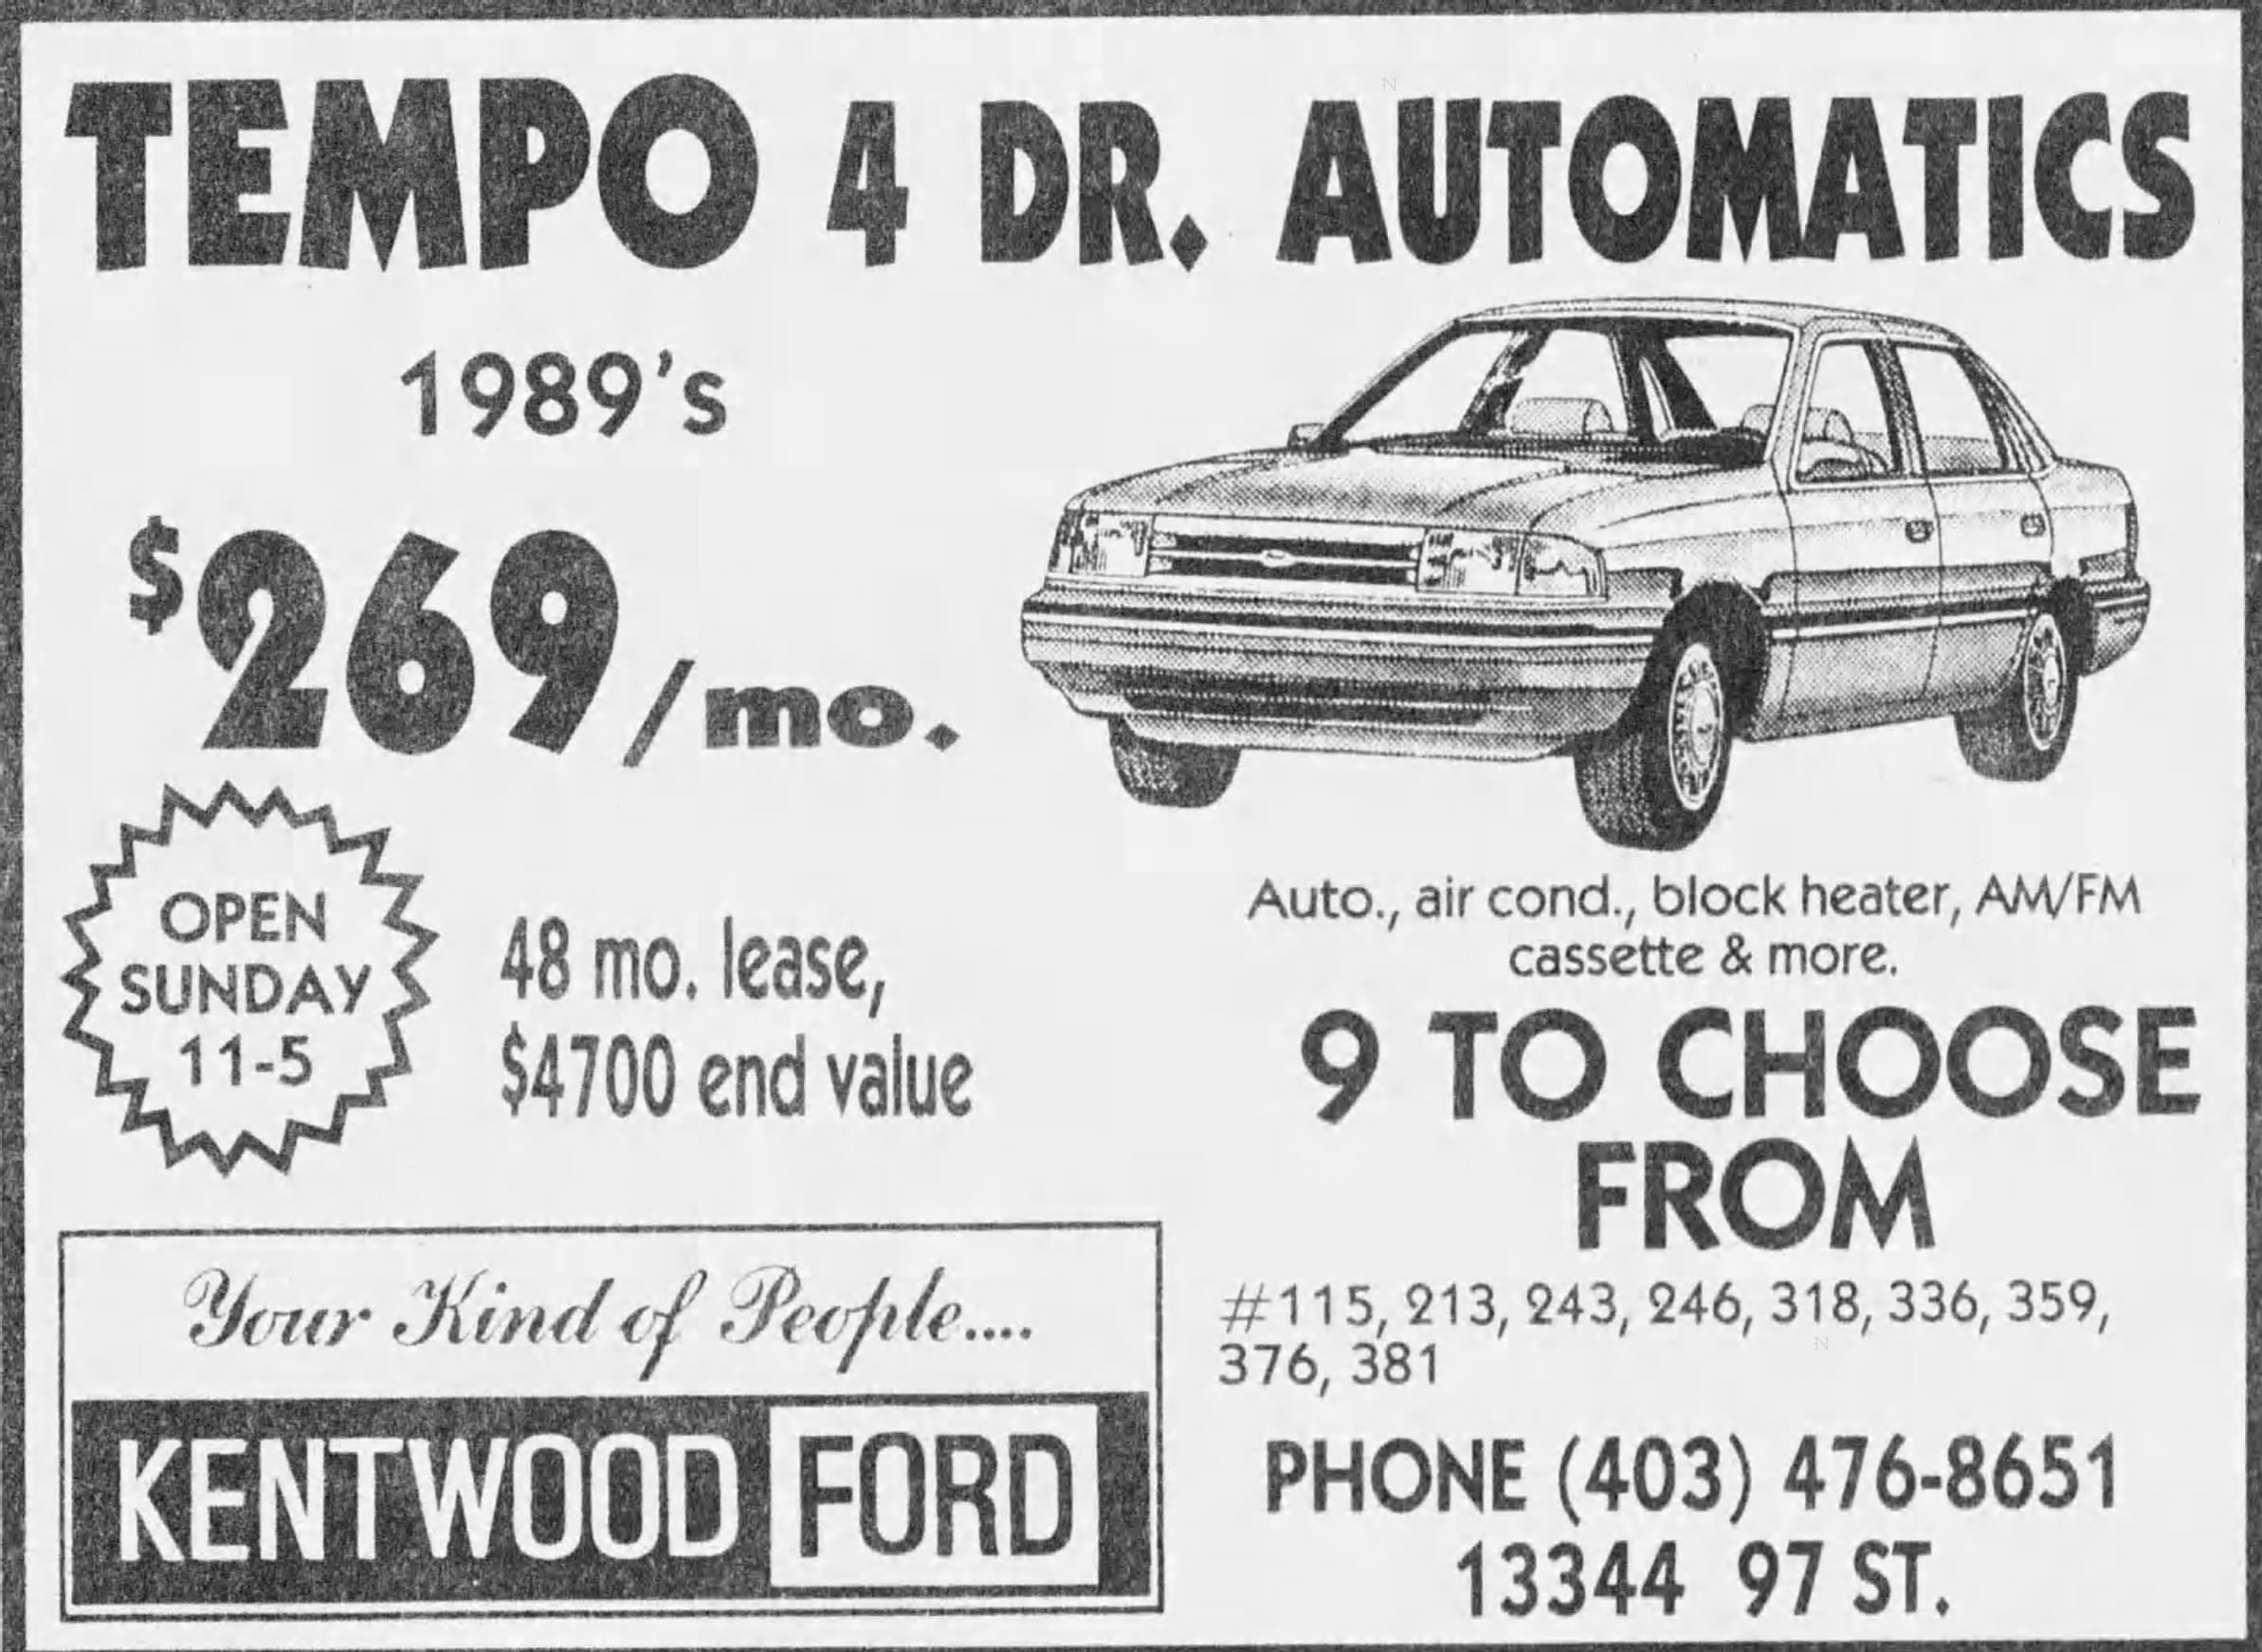 TEMPO 4 DR. AUTOMATICS
1989's
$269/mo.
OPEN
SUNDAY
11-5
48 mo. lease,
$4700 end value
Auto., air cond., block heater, AM/FM
cassette & more.
9 TO CHOOSE
FROM
#115, 213, 243, 246, 318, 336, 359,
376, 381
Your Kind of People....
KENTWOOD FORD
PHONE (403) 476-8651
13344 97 ST.